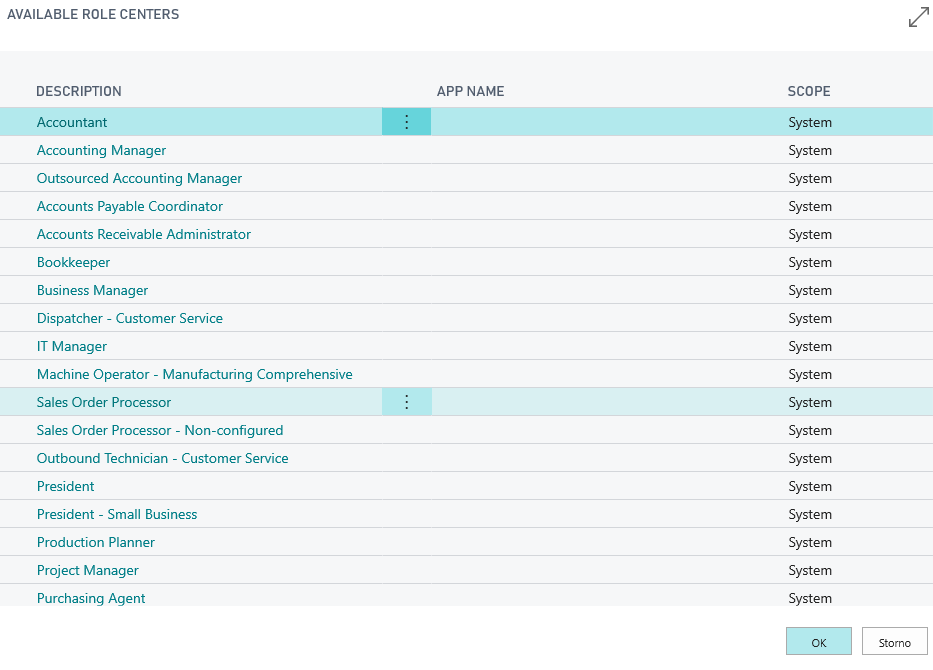 AVAILABLE ROLE CENTERS
DESCRIPTION APP NAME SCOPE
Accountant System
Accounting Manager System
Outsourced Accounting Manager System
Accounts Payable Coordinator System
Accounts Receivable Administrator System
Bookkeeper System
Business Manager System
Dispatcher - Customer Service System
IT Manager System
Machine Operator - Manufacturing Comprehensive System
Sales Order Processor System
Sales Order Processor - Non-configured System
Outbound Technician - Customer Service System
President System
President - Small Business System
Production Planner System
Project Manager System
Purchasing Agent System
OK Storno